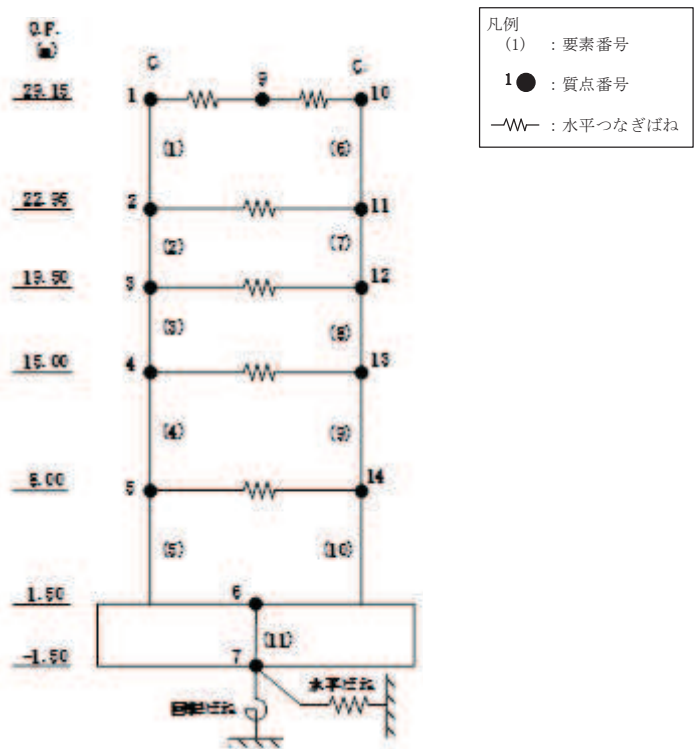 凡例
(1) : 要素番号
1 : 質点番号
: 水平つなぎばね
O.P.
(m)
C C
29.15 1 9 10
(1) (6)
22.95 2 11
(2) (7)
19.50 3 12
(3) (8)
15.00 4 13
(4) (9)
8.00 5 14
(5) (10)
1.50 6
(11)
-1.50 7
水平ばね
回転ばね